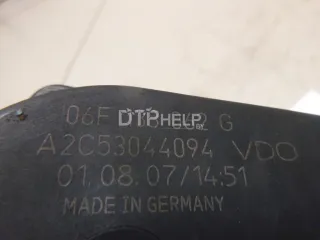 06F G
DTPHELP
A2C53044094 VDO
01.08.07/14:51
MADE IN GERMANY